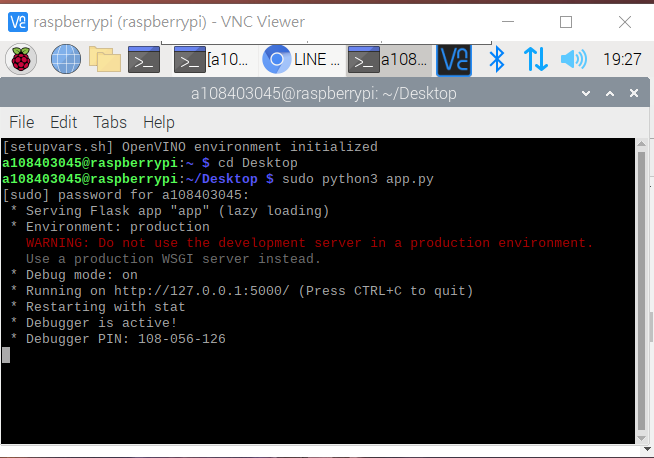 raspberrypi (raspberrypi) - VNC Viewer
[a10... LINE ... a108... 19:27
a108403045@raspberrypi: ~/Desktop
File Edit Tabs Help
[setupvars.sh] OpenVINO environment initialized
a108403045@raspberrypi:~ $ cd Desktop
a108403045@raspberrypi:~/Desktop $ sudo python3 app.py
[sudo] password for a108403045:
 * Serving Flask app "app" (lazy loading)
 * Environment: production
   WARNING: Do not use the development server in a production environment.
   Use a production WSGI server instead.
 * Debug mode: on
 * Running on http://127.0.0.1:5000/ (Press CTRL+C to quit)
 * Restarting with stat
 * Debugger is active!
 * Debugger PIN: 108-056-126